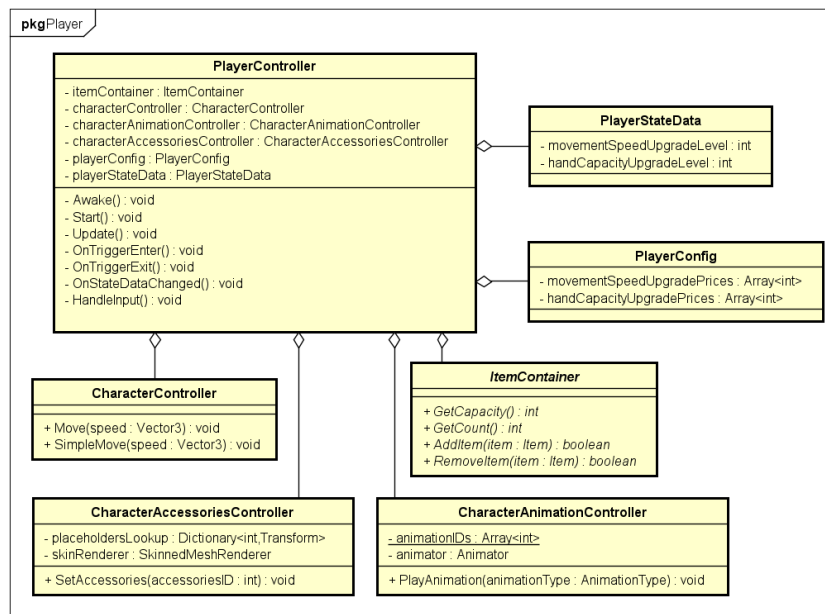 pkg Player
PlayerController
- itemContainer : ItemContainer
- characterController : CharacterController
- characterAnimationController : CharacterAnimationController
- characterAccessoriesController : CharacterAccessoriesController
- playerConfig : PlayerConfig
- playerStateData : PlayerStateData
- Awake() : void
- Start() : void
- Update() : void
- OnTriggerEnter() : void
- OnTriggerExit() : void
- OnStateDataChanged() : void
- HandleInput() : void
PlayerStateData
- movementSpeedUpgradeLevel : int
- handCapacityUpgradeLevel : int
PlayerConfig
- movementSpeedUpgradePrices : Array<int>
- handCapacityUpgradePrices : Array<int>
CharacterController
+ Move(speed : Vector3) : void
+ SimpleMove(speed : Vector3) : void
ItemContainer
+ GetCapacity() : int
+ GetCount() : int
+ AddItem(item : Item) : boolean
+ RemoveItem(item : Item) : boolean
CharacterAccessoriesController
- placeholdersLookup : Dictionary<int,Transform>
- skinRenderer : SkinnedMeshRenderer
+ SetAccessories(accessoriesID : int) : void
CharacterAnimationController
- animationIDs : Array<int>
- animator : Animator
+ PlayAnimation(animationType : AnimationType) : void